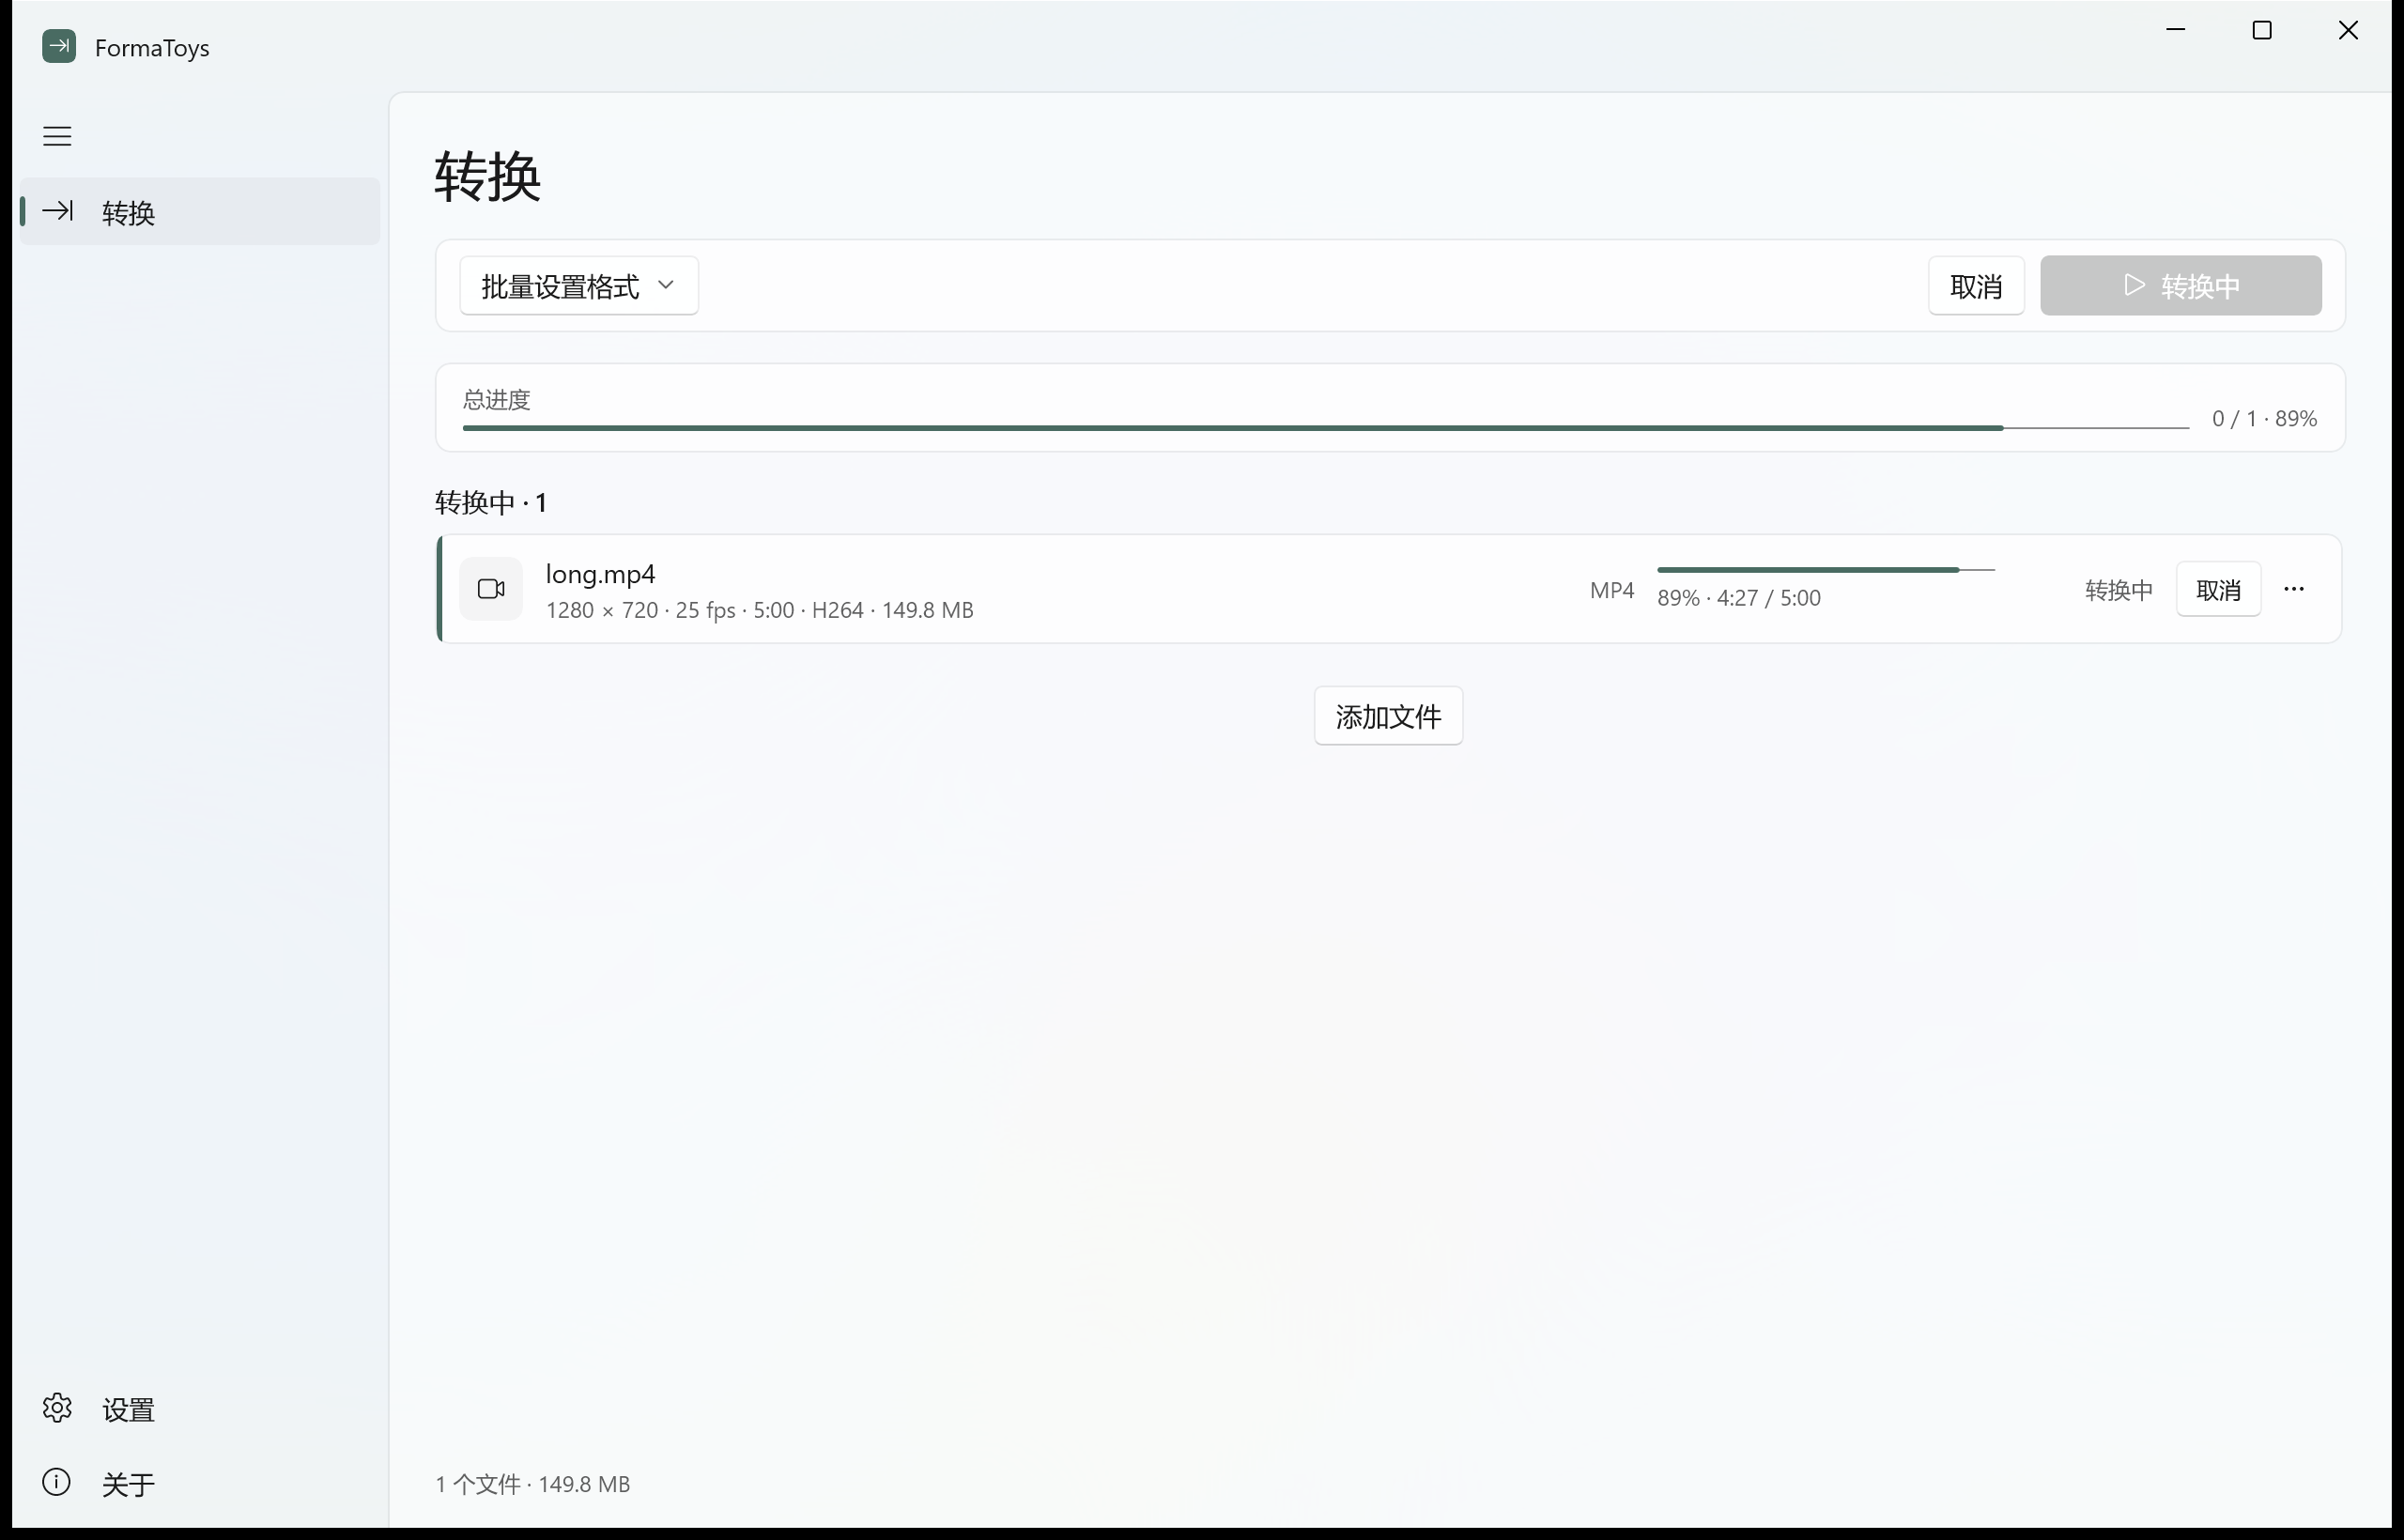 FormaToys
转换
转换
批量设置格式
取消
转换中
总进度
0 / 1 · 89%
转换中 · 1
long.mp4
1280 × 720 · 25 fps · 5:00 · H264 · 149.8 MB
MP4
89% · 4:27 / 5:00
转换中
取消
添加文件
设置
关于
1 个文件 · 149.8 MB